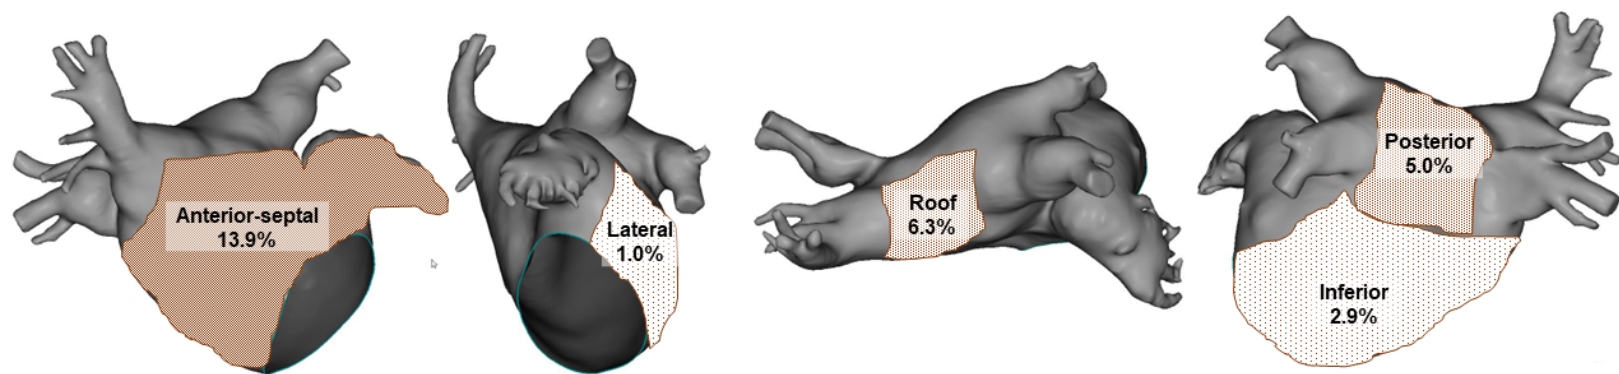 Anterior-septal
13.9%
Lateral
1.0%
Roof
6.3%
Posterior
5.0%
Inferior
2.9%